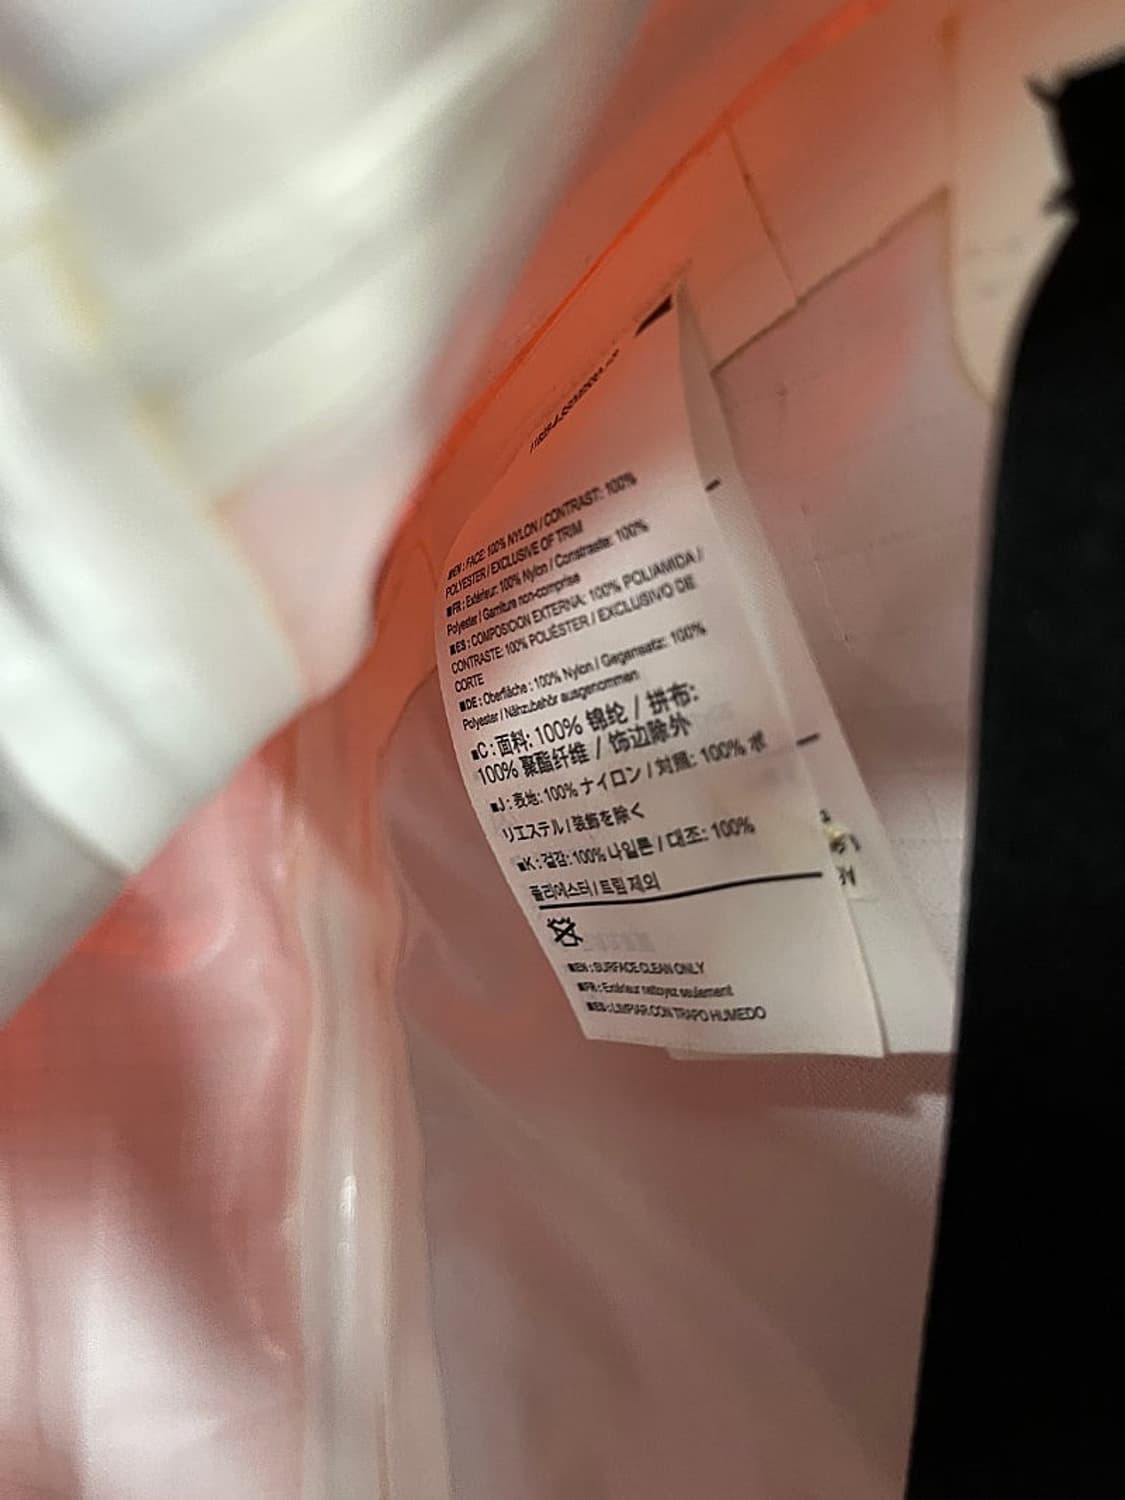 ■EN : FACE: 100% NYLON / CONTRAST: 100%
POLYESTER / EXCLUSIVE OF TRIM
■FR : Extérieur: 100% Nylon / Constraste: 100%
Polyester / Garniture non-comprise
■ES : COMPOSICION EXTERNA: 100% POLIAMIDA /
CONTRASTE: 100% POLIÉSTER / EXCLUSIVO DE
CORTE
■DE : Oberfläche : 100% Nylon / Gegensatz: 100%
Polyester / Nähzubehör ausgenommen
■C : 面料: 100% 锦纶 / 拼布:
100% 聚酯纤维 / 饰边除外
■J : 表地: 100% ナイロン / 対照: 100% ポ
リエステル / 装飾を除く
■K : 겉감: 100% 나일론 / 대조: 100%
폴리에스터 / 트림 제외
■EN : SURFACE CLEAN ONLY
■FR : Extérieur nettoyez seulement
■ES : LIMPIAR CON TRAPO HUMEDO